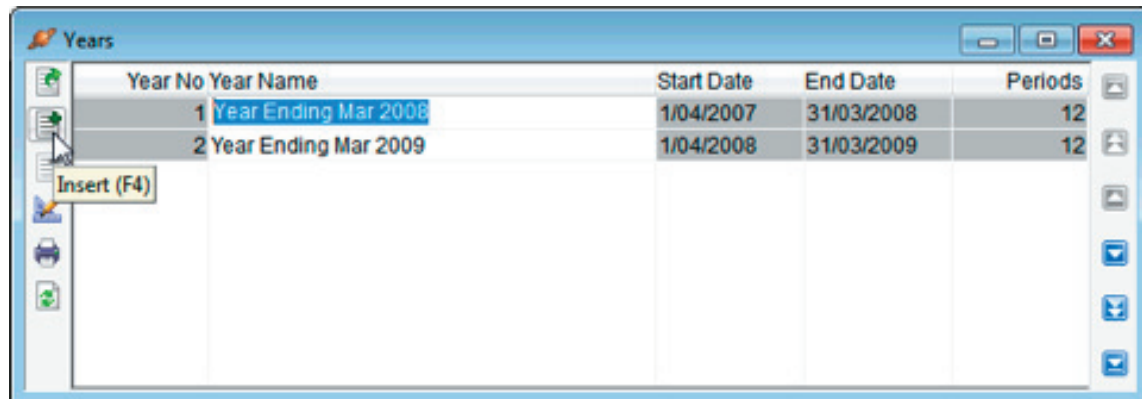 Years
Year No Year Name Start Date End Date Periods
1 Year Ending Mar 2008 1/04/2007 31/03/2008 12
2 Year Ending Mar 2009 1/04/2008 31/03/2009 12
Insert (F4)